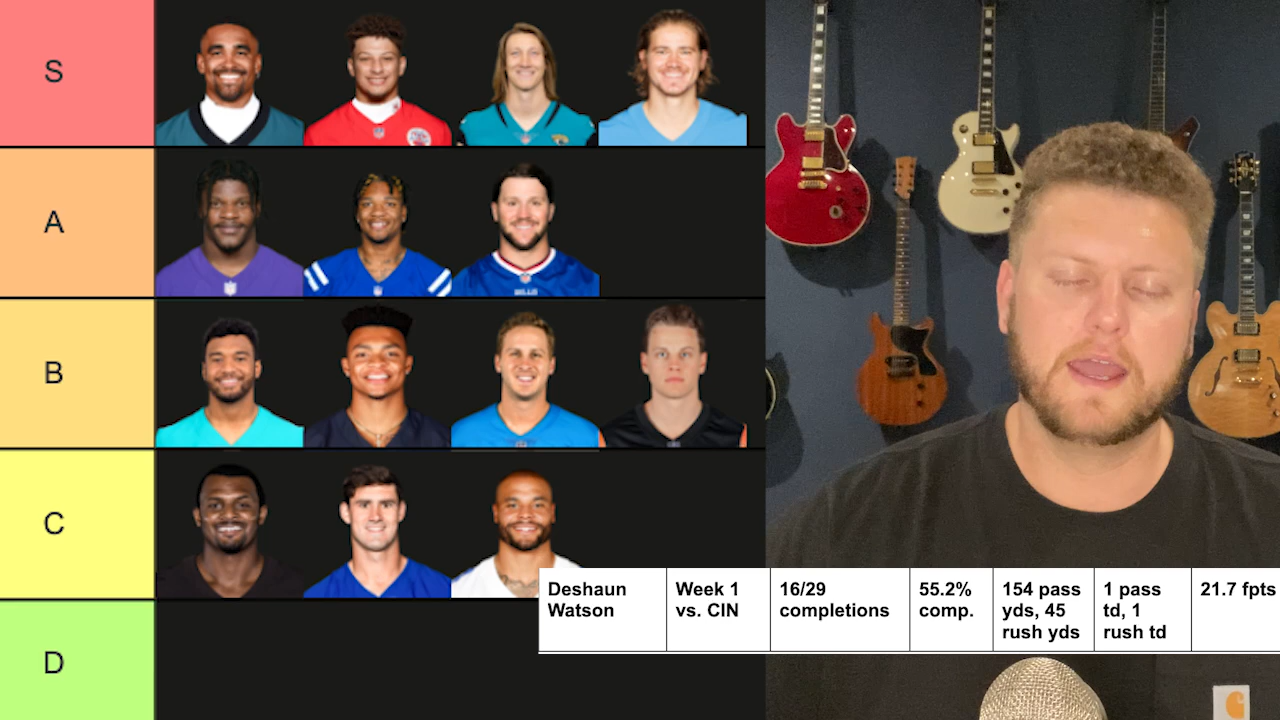 S
A
B
C
D
Deshaun
Watson
Week 1
vs. CIN
16/29
completions
55.2%
comp.
154 pass
yds, 45
rush yds
1 pass
td, 1
rush td
21.7 fpts